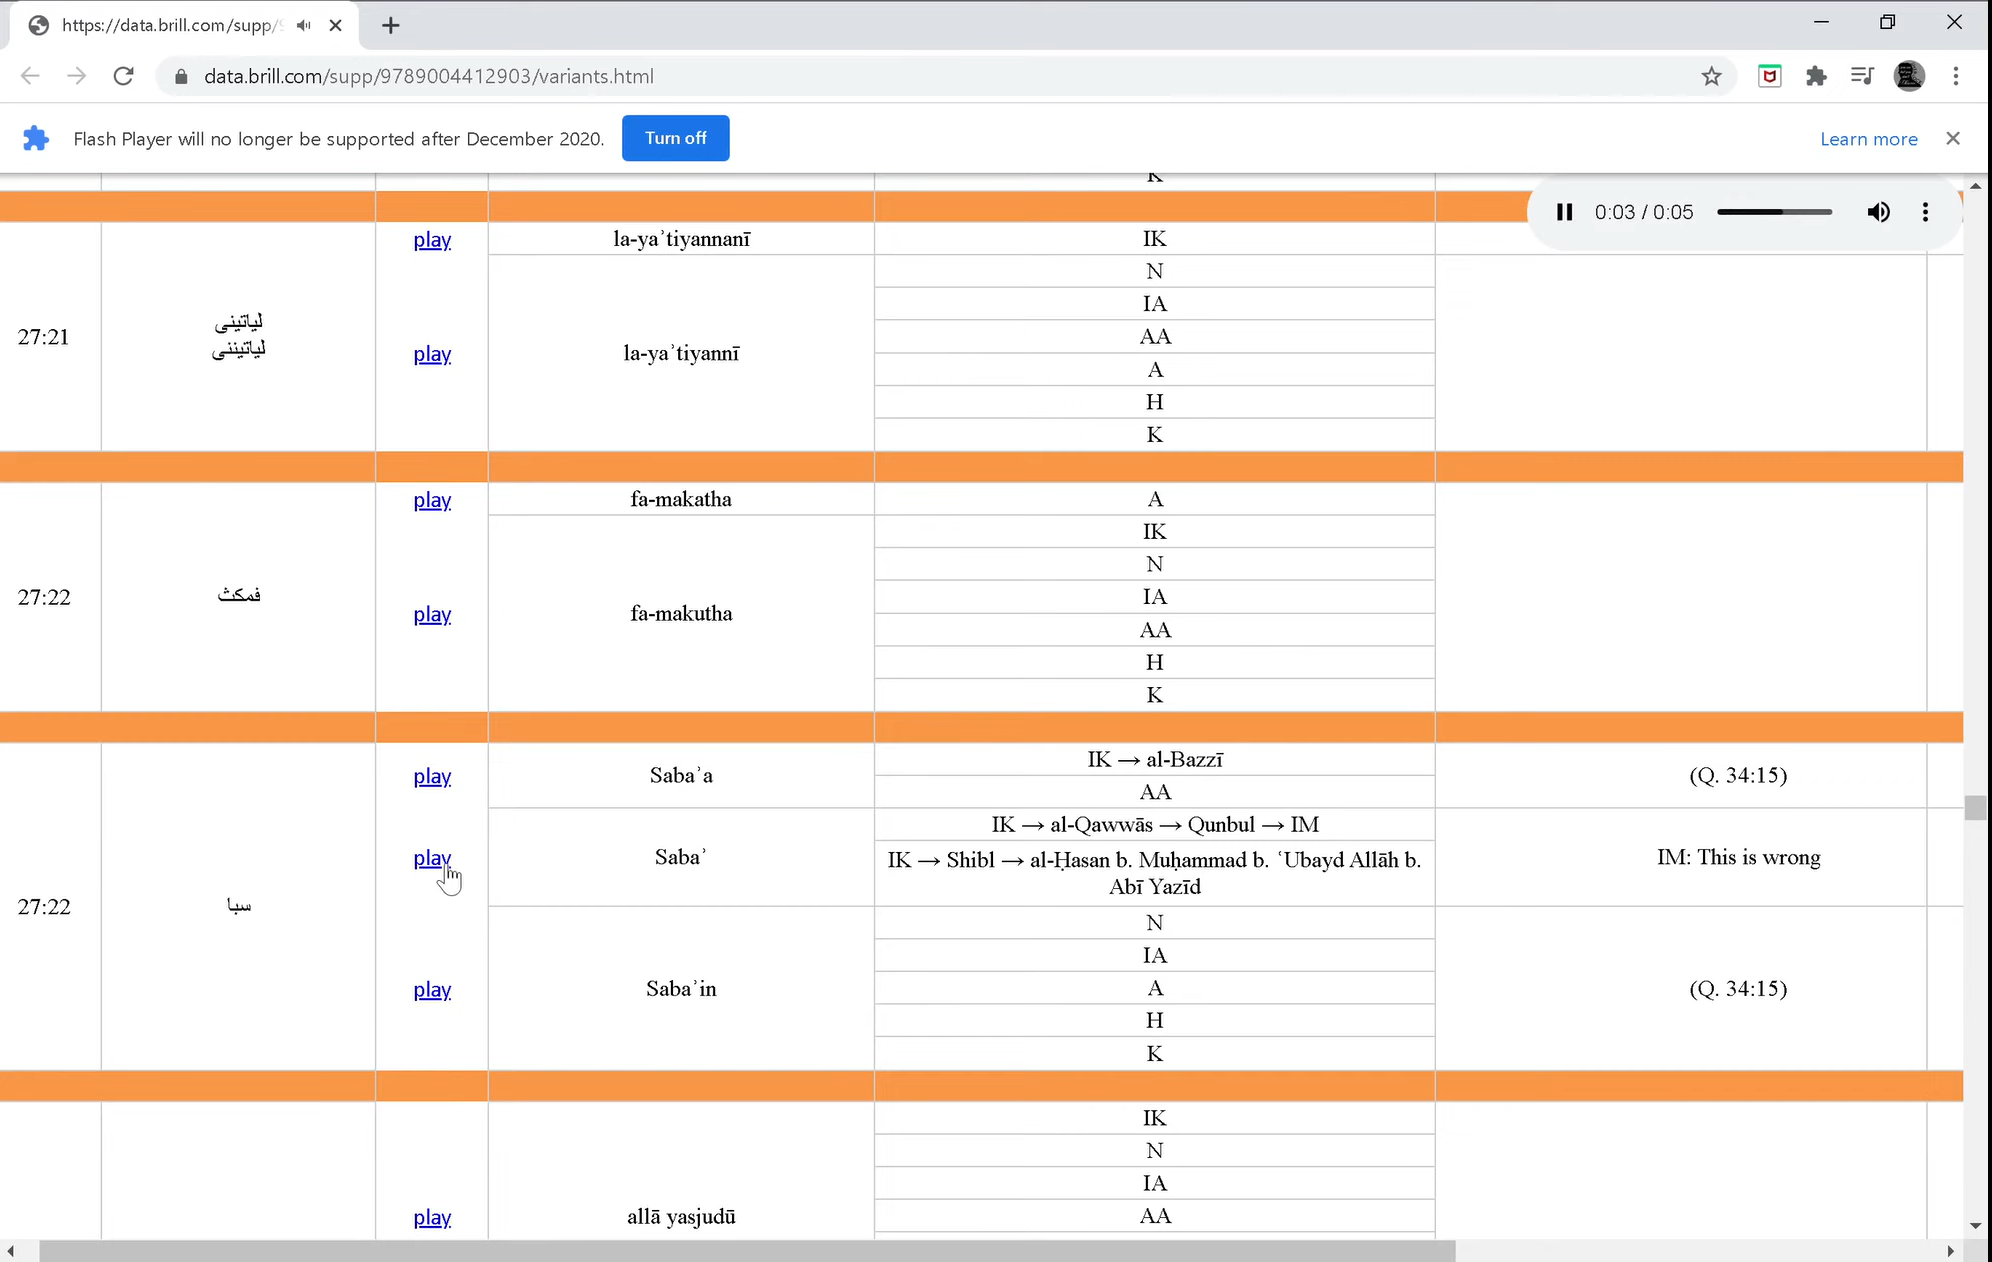 https://data.brill.com/supp/9
data.brill.com/supp/9789004412903/variants.html
Flash Player will no longer be supported after December 2020.
Turn off
Learn more
K
0:03 / 0:05
27:21
لياتينى
لياتيننى
play
la-yaʾtiyannanī
IK
play
la-yaʾtiyannī
N
IA
AA
A
H
K
27:22
فمكث
play
fa-makatha
A
play
fa-makutha
IK
N
IA
AA
H
K
27:22
سبا
play
Sabaʾa
IK → al-Bazzī
AA
(Q. 34:15)
play
Sabaʾ
IK → al-Qawwās → Qunbul → IM
IK → Shibl → al-Ḥasan b. Muḥammad b. ʿUbayd Allāh b.
Abī Yazīd
IM: This is wrong
play
Sabaʾin
N
IA
A
H
K
(Q. 34:15)
play
allā yasjudū
IK
N
IA
AA